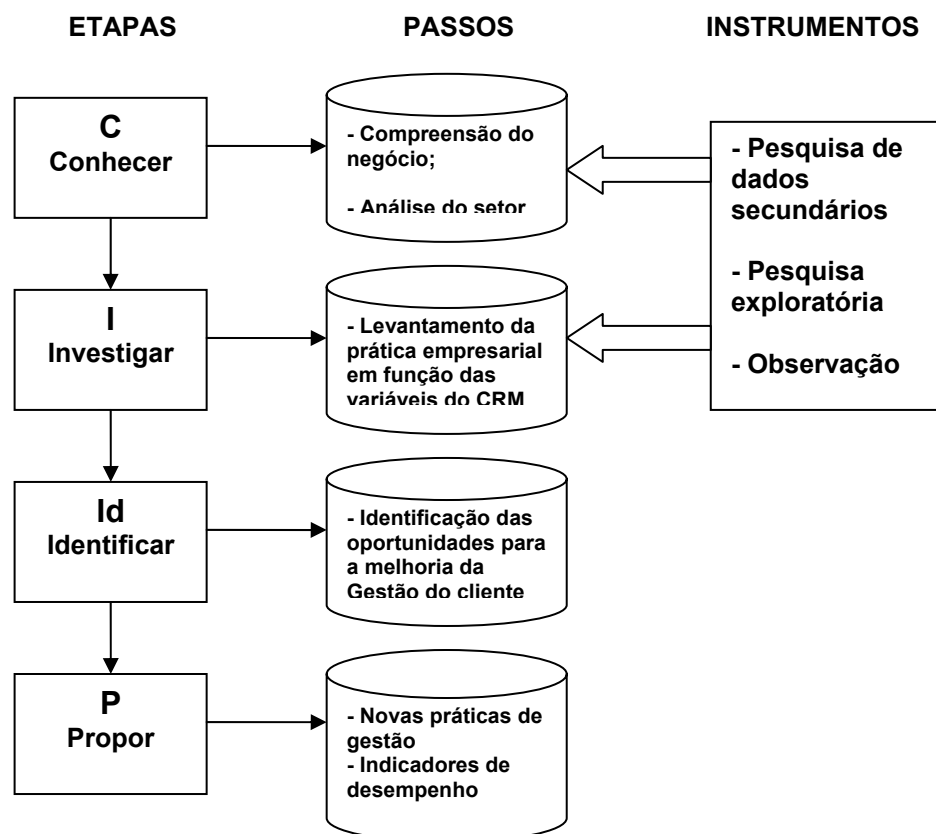 ETAPAS PASSOS INSTRUMENTOS
C
Conhecer
- Compreensão do
negócio;
- Análise do setor
- Pesquisa de
dados
secundários
- Pesquisa
exploratória
- Observação
I
Investigar
- Levantamento da
prática empresarial
em função das
variáveis do CRM
Id
Identificar
- Identificação das
oportunidades para
a melhoria da
Gestão do cliente
P
Propor
- Novas práticas de
gestão
- Indicadores de
desempenho